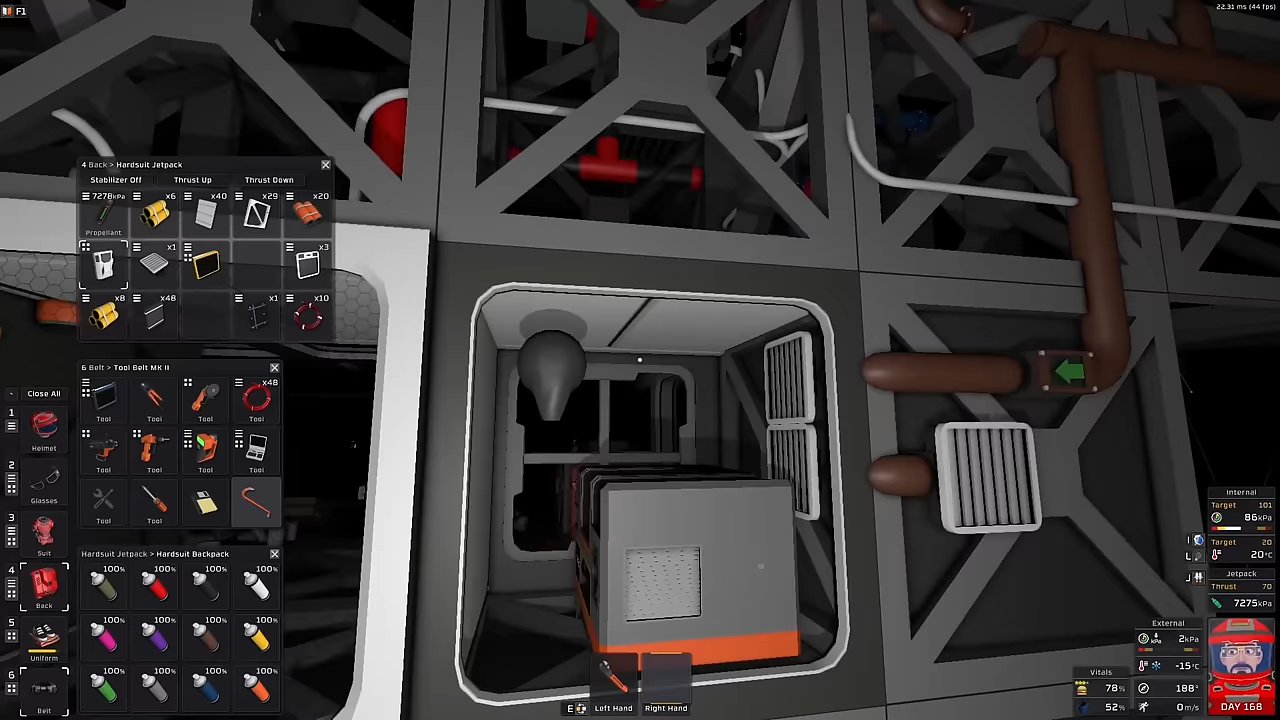 F1
22.31 ms (44 fps)
4 Back > Hardsuit Jetpack
Stabilizer Off Thrust Up Thrust Down
7278kPa x6 x40 x29 x20
Propellant
x1 x3
x8 x48 x1 x10
6 Belt > Tool Belt MK II
x48
Tool Tool Tool Tool
Tool Tool Tool Tool
Tool Tool
Close All
1
Helmet
2
Glasses
3
Suit
4
Back
5
Uniform
6
Belt
Hardsuit Jetpack > Hardsuit Backpack
100% 100% 100% 100%
100% 100% 100% 100%
100% 100% 100% 100%
E Left Hand Right Hand
Internal
Target 101
86kPa
Target 20
20°C
Jetpack
Thrust 70
7275kPa
External
2kPa
-15°C
188°
0m/s
Vitals
78%
52%
DAY 168